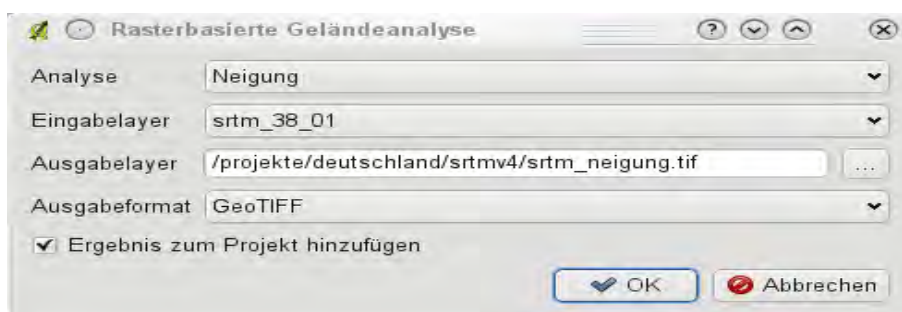 Rasterbasierte Geländeanalyse
Analyse Neigung
Eingabelayer srtm_38_01
Ausgabelayer /projekte/deutschland/srtmv4/srtm_neigung.tif ...
Ausgabeformat GeoTIFF
Ergebnis zum Projekt hinzufügen
OK Abbrechen